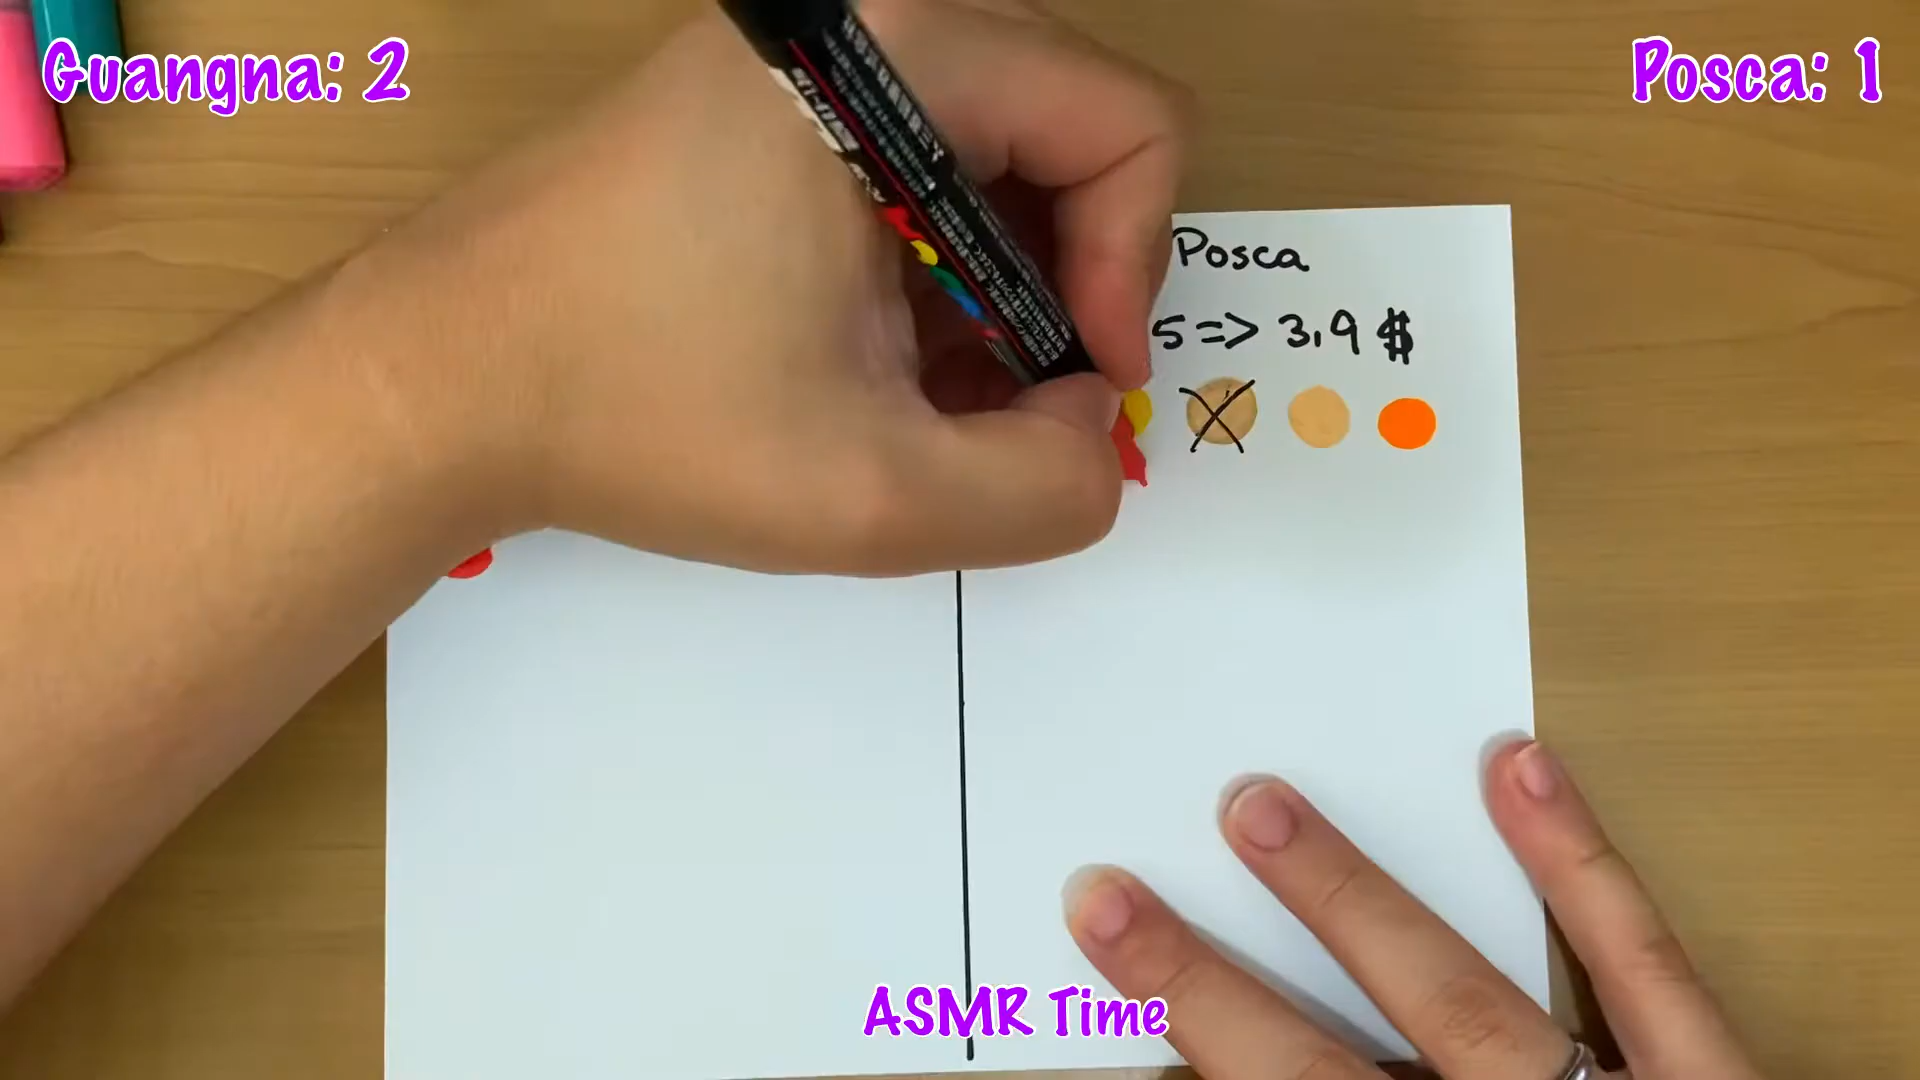 Guangna: 2
Posca: 1
Posca
5 => 3.9 $
ASMR Time